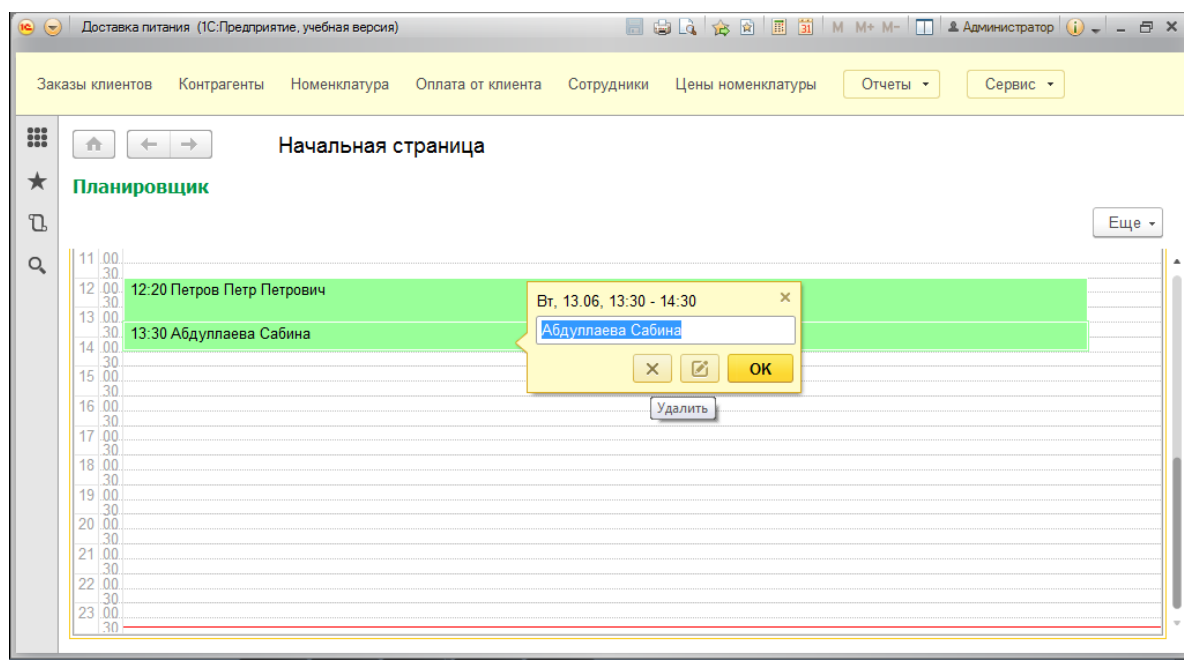 Доставка питания (1С:Предприятие, учебная версия) M M+ M- Администратор
Заказы клиентов Контрагенты Номенклатура Оплата от клиента Сотрудники Цены номенклатуры Отчеты Сервис
Начальная страница
Планировщик
Еще
11 00
30
12 00 12:20 Петров Петр Петрович
30
13 00
30 13:30 Абдуллаева Сабина
14 00
30
15 00
30
16 00
30
17 00
30
18 00
30
19 00
30
20 00
30
21 00
30
22 00
30
23 00
30
Вт, 13.06, 13:30 - 14:30
Абдуллаева Сабина
ОК
Удалить